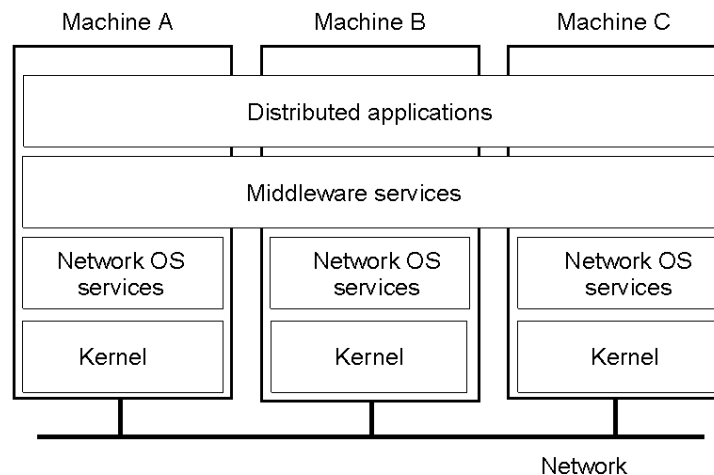 Machine A
Machine B
Machine C
Distributed applications
Middleware services
Network OS
services
Network OS
services
Network OS
services
Kernel
Kernel
Kernel
Network